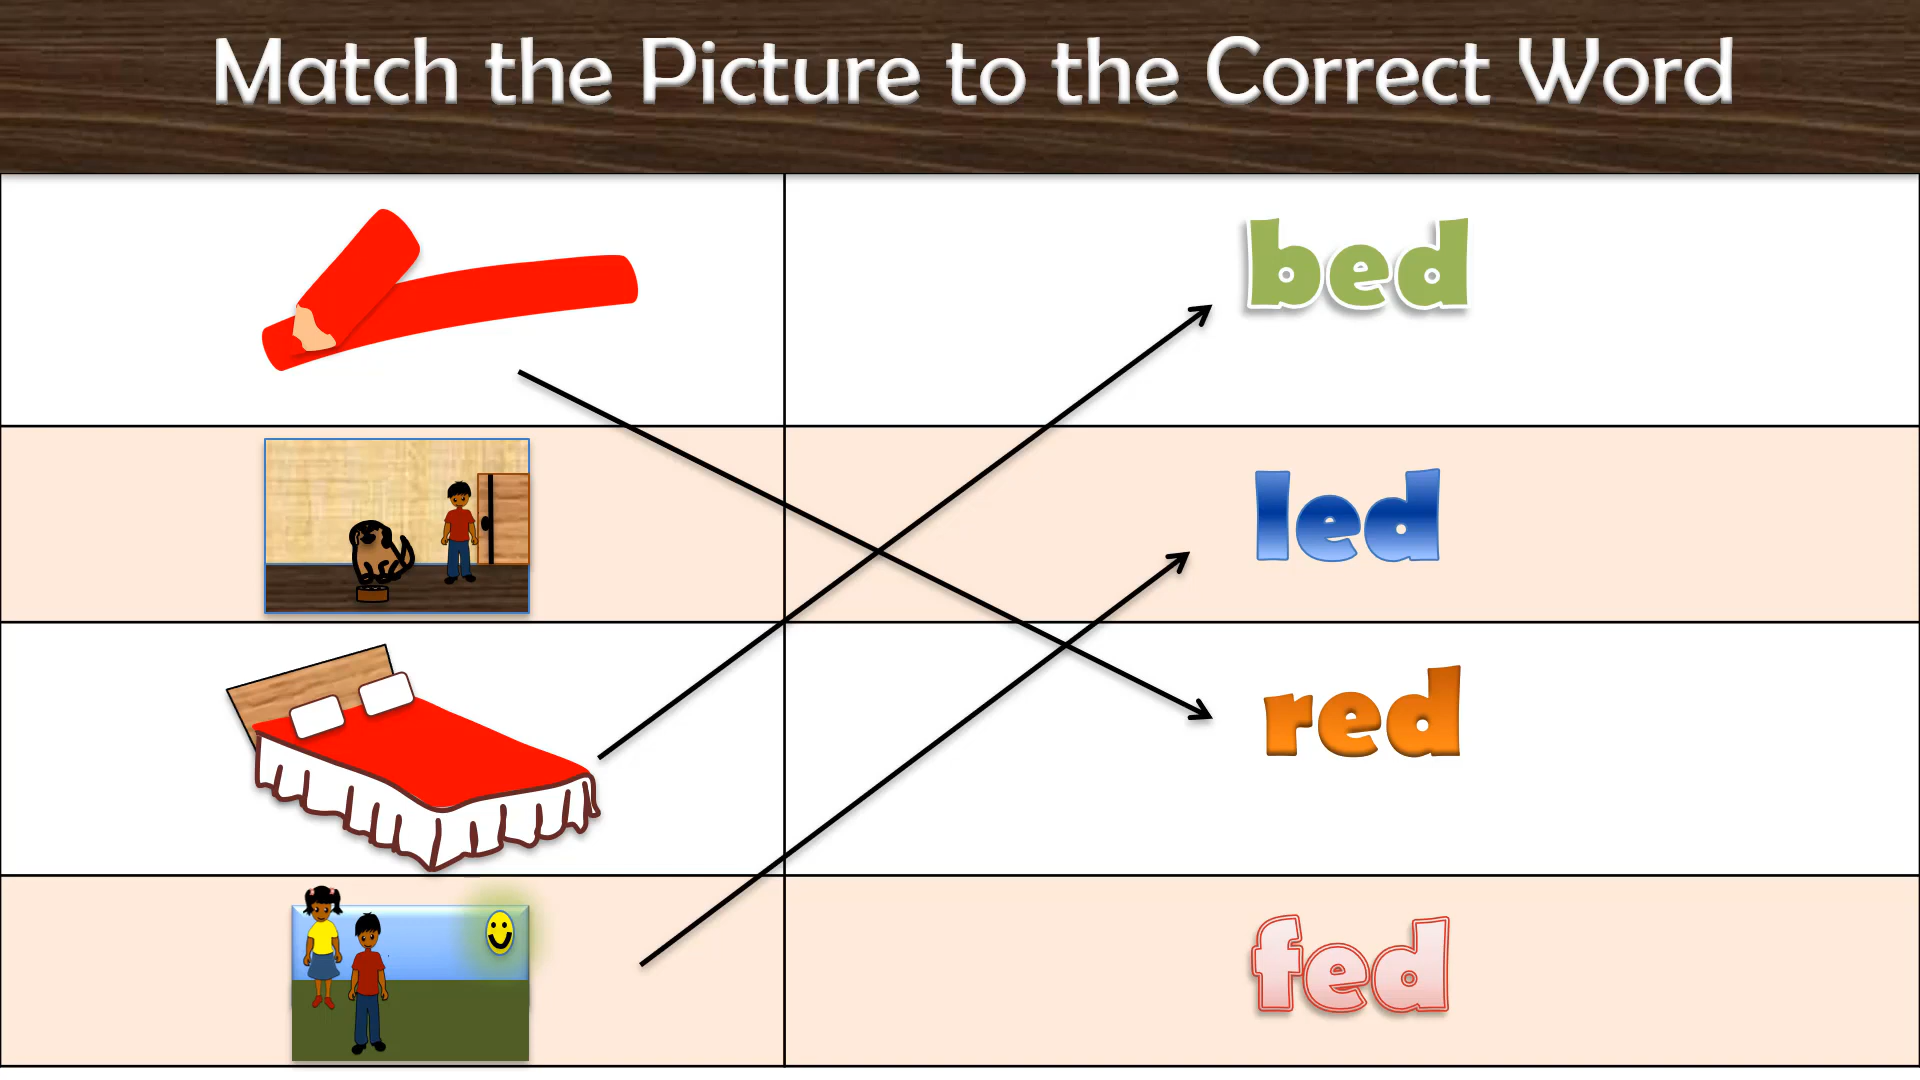 Match the Picture to the Correct Word
bed
led
red
fed